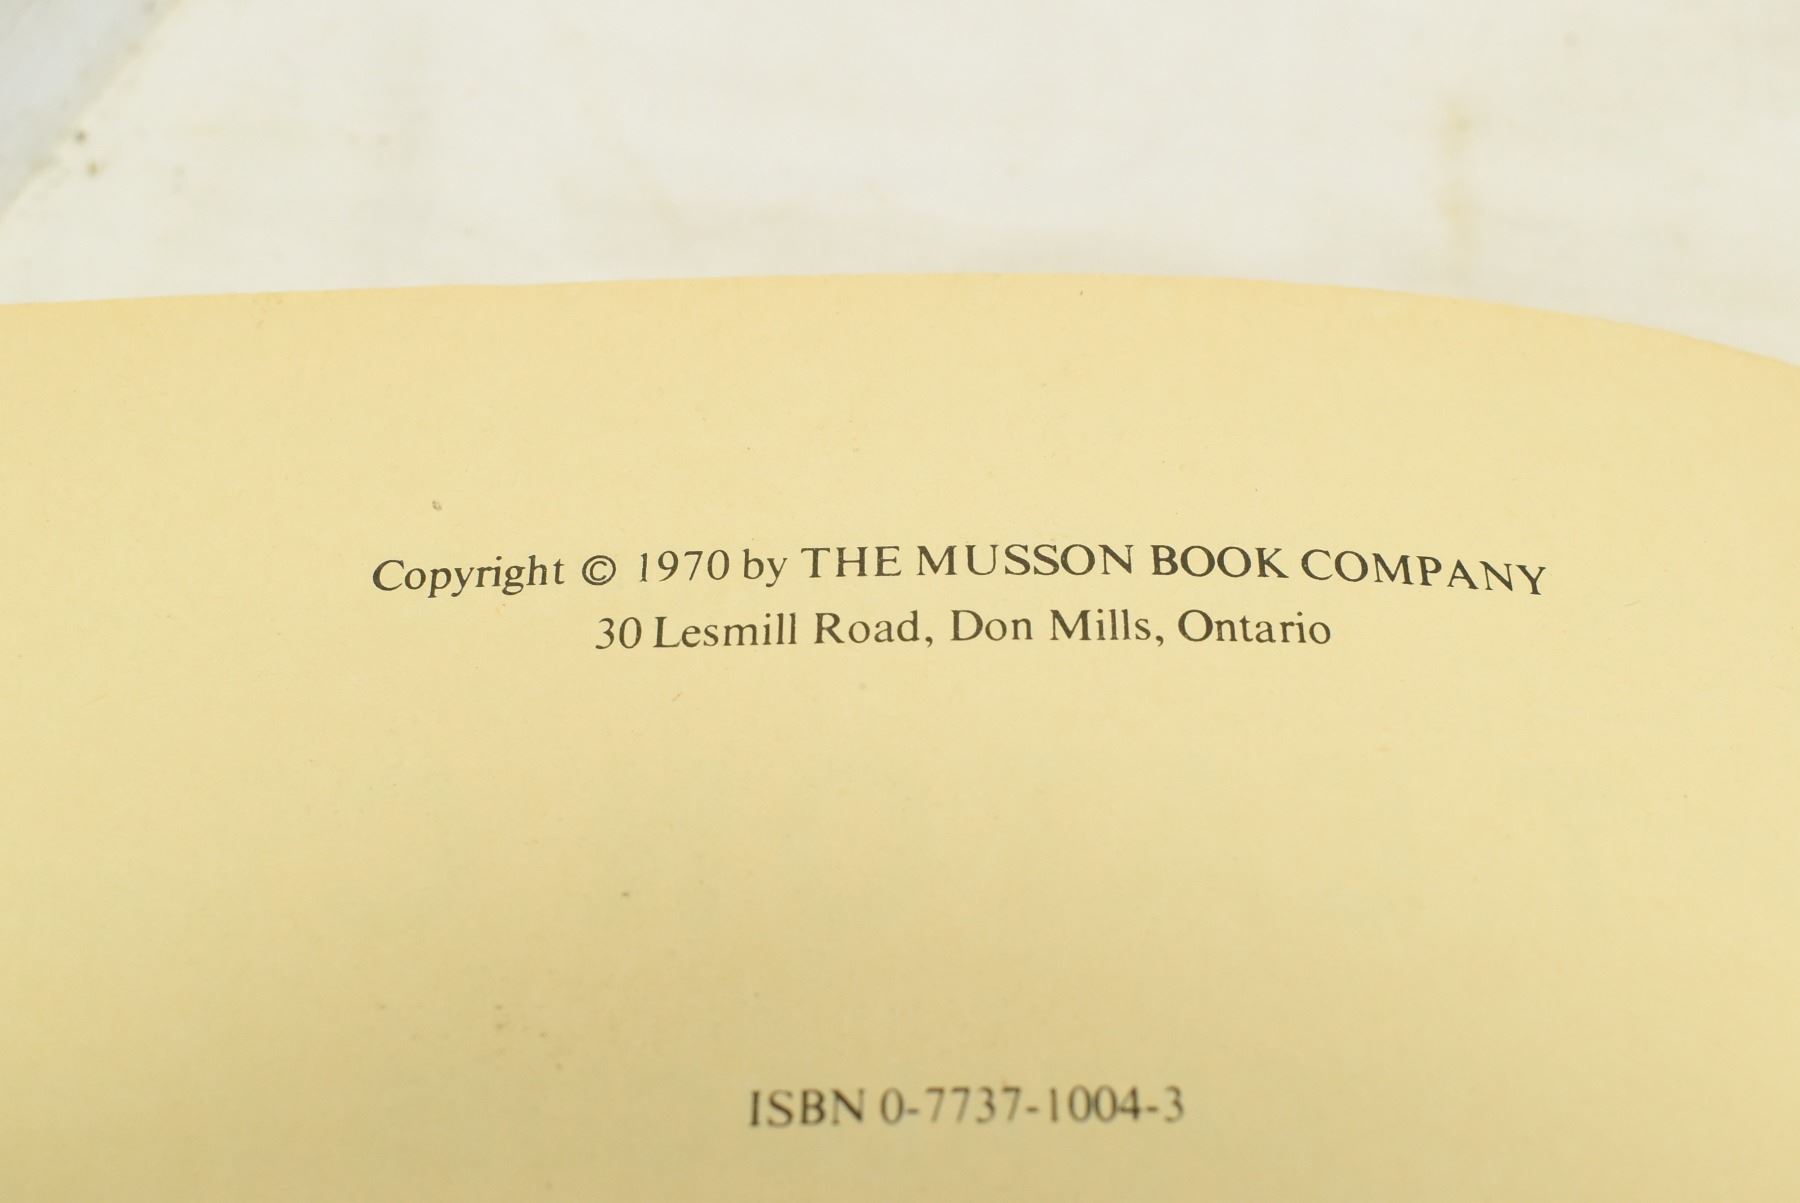 Copyright © 1970 by THE MUSSON BOOK COMPANY
30 Lesmill Road, Don Mills, Ontario
ISBN 0-7737-1004-3